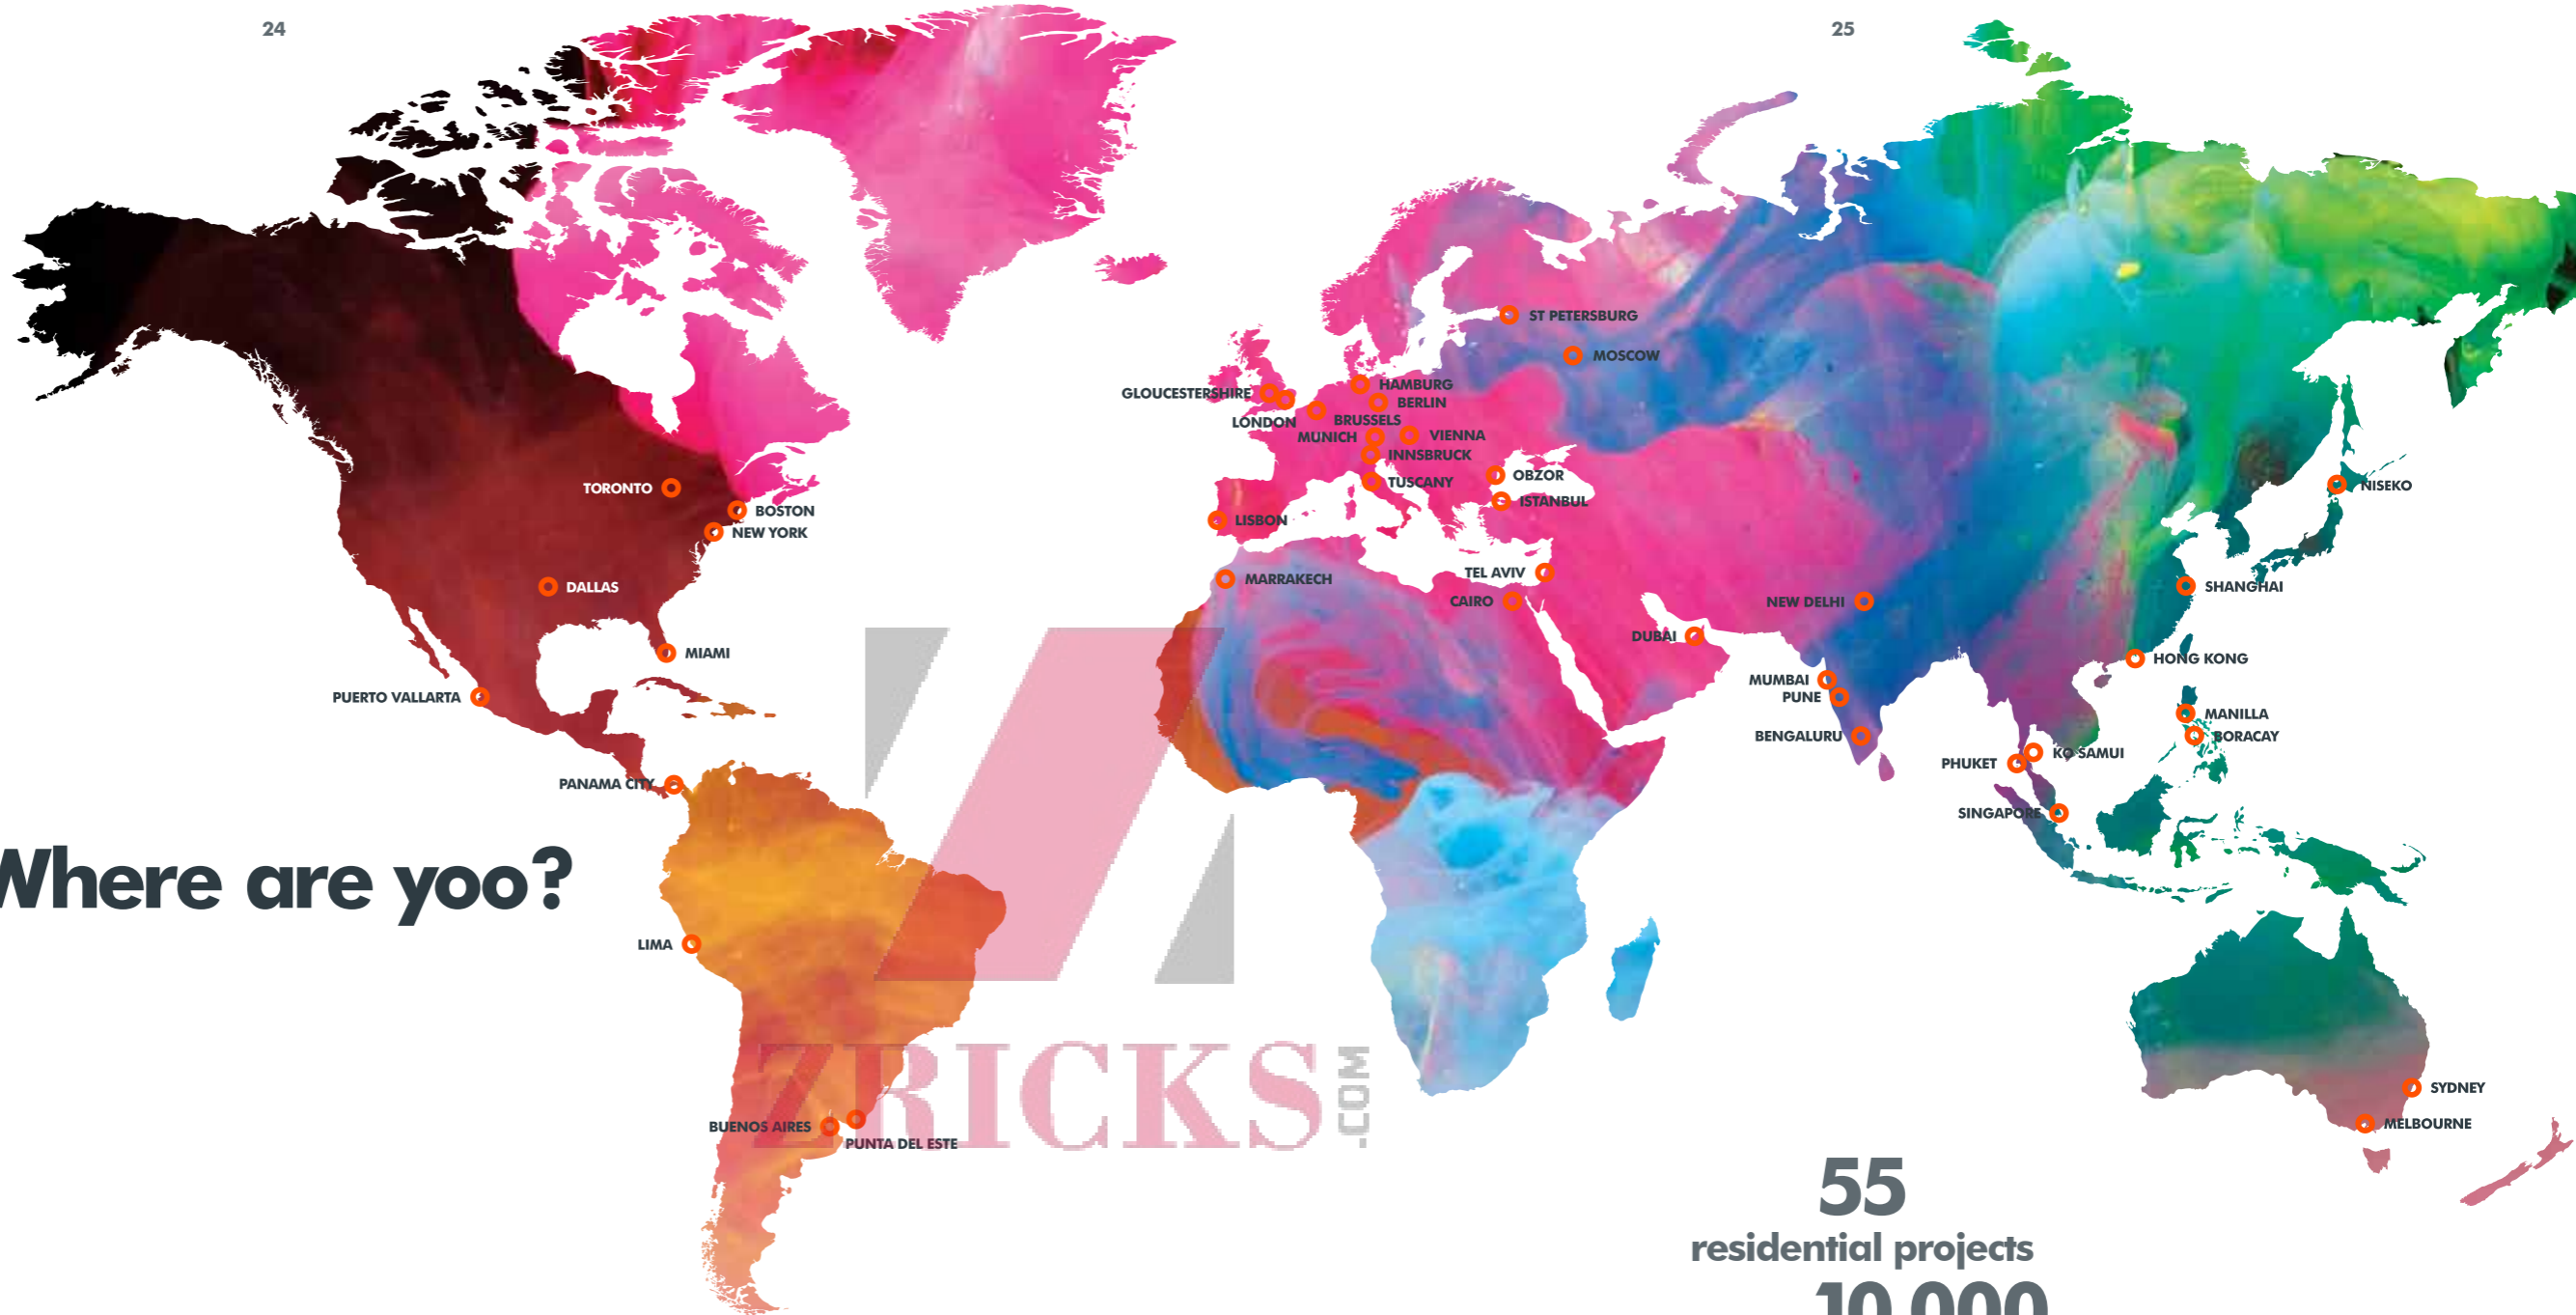 24
25
ST PETERSBURG
MOSCOW
HAMBURG
GLOUCESTERSHIRE
BERLIN
LONDON
BRUSSELS
MUNICH
VIENNA
INNSBRUCK
OBZOR
TUSCANY
ISTANBUL
LISBON
TORONTO
BOSTON
NEW YORK
DALLAS
MIAMI
PUERTO VALLARTA
PANAMA CITY
NISEKO
MARRAKECH
TEL AVIV
CAIRO
NEW DELHI
SHANGHAI
DUBAI
HONG KONG
MUMBAI
PUNE
BENGALURU
MANILLA
BORACAY
KO SAMUI
PHUKET
SINGAPORE
Where are yoo?
LIMA
BUENOS AIRES
PUNTA DEL ESTE
ZRICKS
.COM
SYDNEY
MELBOURNE
55
residential projects
10,000